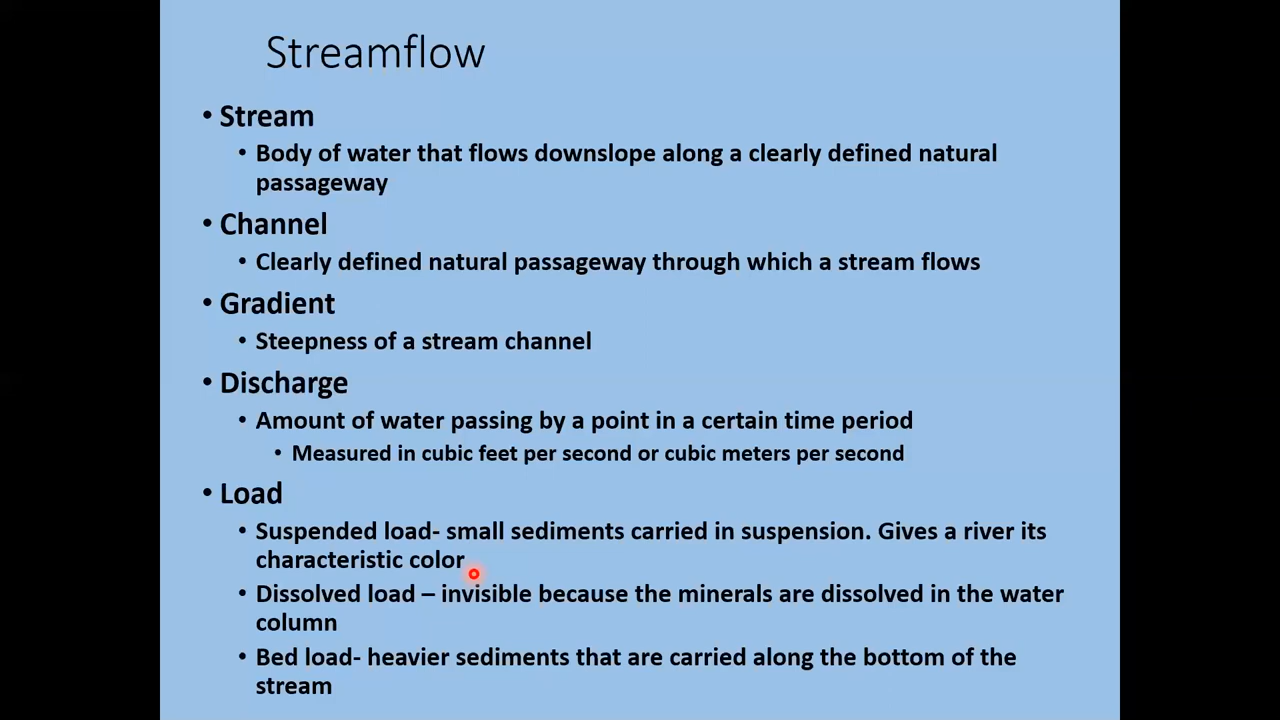 Streamflow
• Stream
• Body of water that flows downslope along a clearly defined natural
passageway
• Channel
• Clearly defined natural passageway through which a stream flows
• Gradient
• Steepness of a stream channel
• Discharge
• Amount of water passing by a point in a certain time period
• Measured in cubic feet per second or cubic meters per second
• Load
• Suspended load- small sediments carried in suspension. Gives a river its
characteristic color
• Dissolved load – invisible because the minerals are dissolved in the water
column
• Bed load- heavier sediments that are carried along the bottom of the
stream